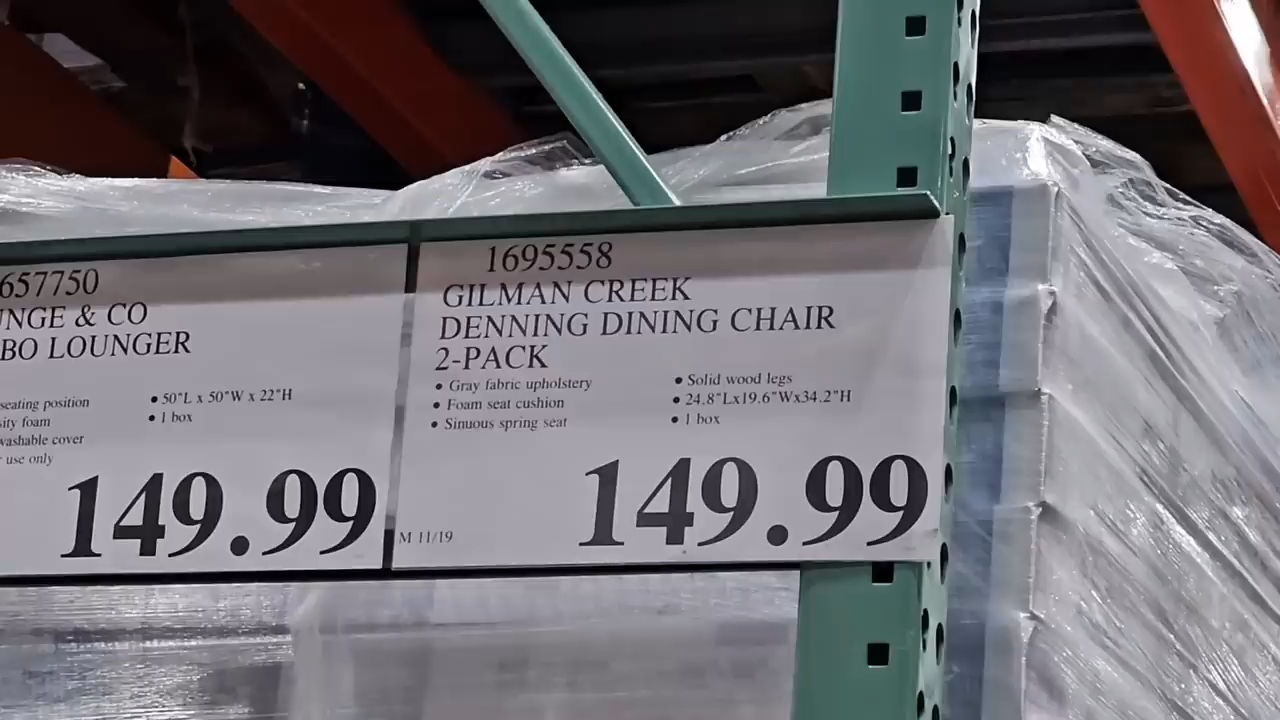 657750
NGE & CO
BO LOUNGER
seating position
ity foam
washable cover
use only
• 50"L x 50"W x 22"H
• 1 box
149.99
1695558
GILMAN CREEK
DENNING DINING CHAIR
2-PACK
• Gray fabric upholstery
• Foam seat cushion
• Sinuous spring seat
• Solid wood legs
• 24.8"Lx19.6"Wx34.2"H
• 1 box
M 11/19
149.99